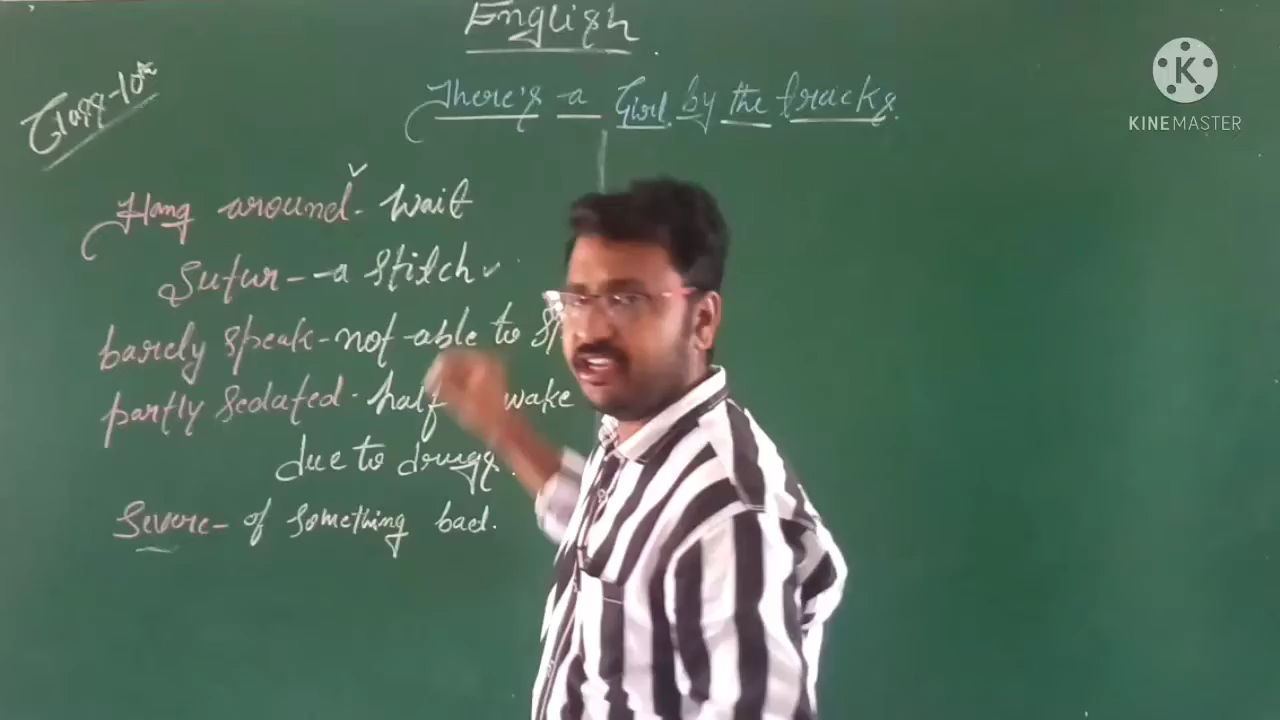 English
There's a Girl by the tracks.
Class-10th
Hang around - Wait
Sutur - a stitch
barely speak - not able to
partly sedated - half wake
due to drugs.
Severe - of something bad.
KINEMASTER